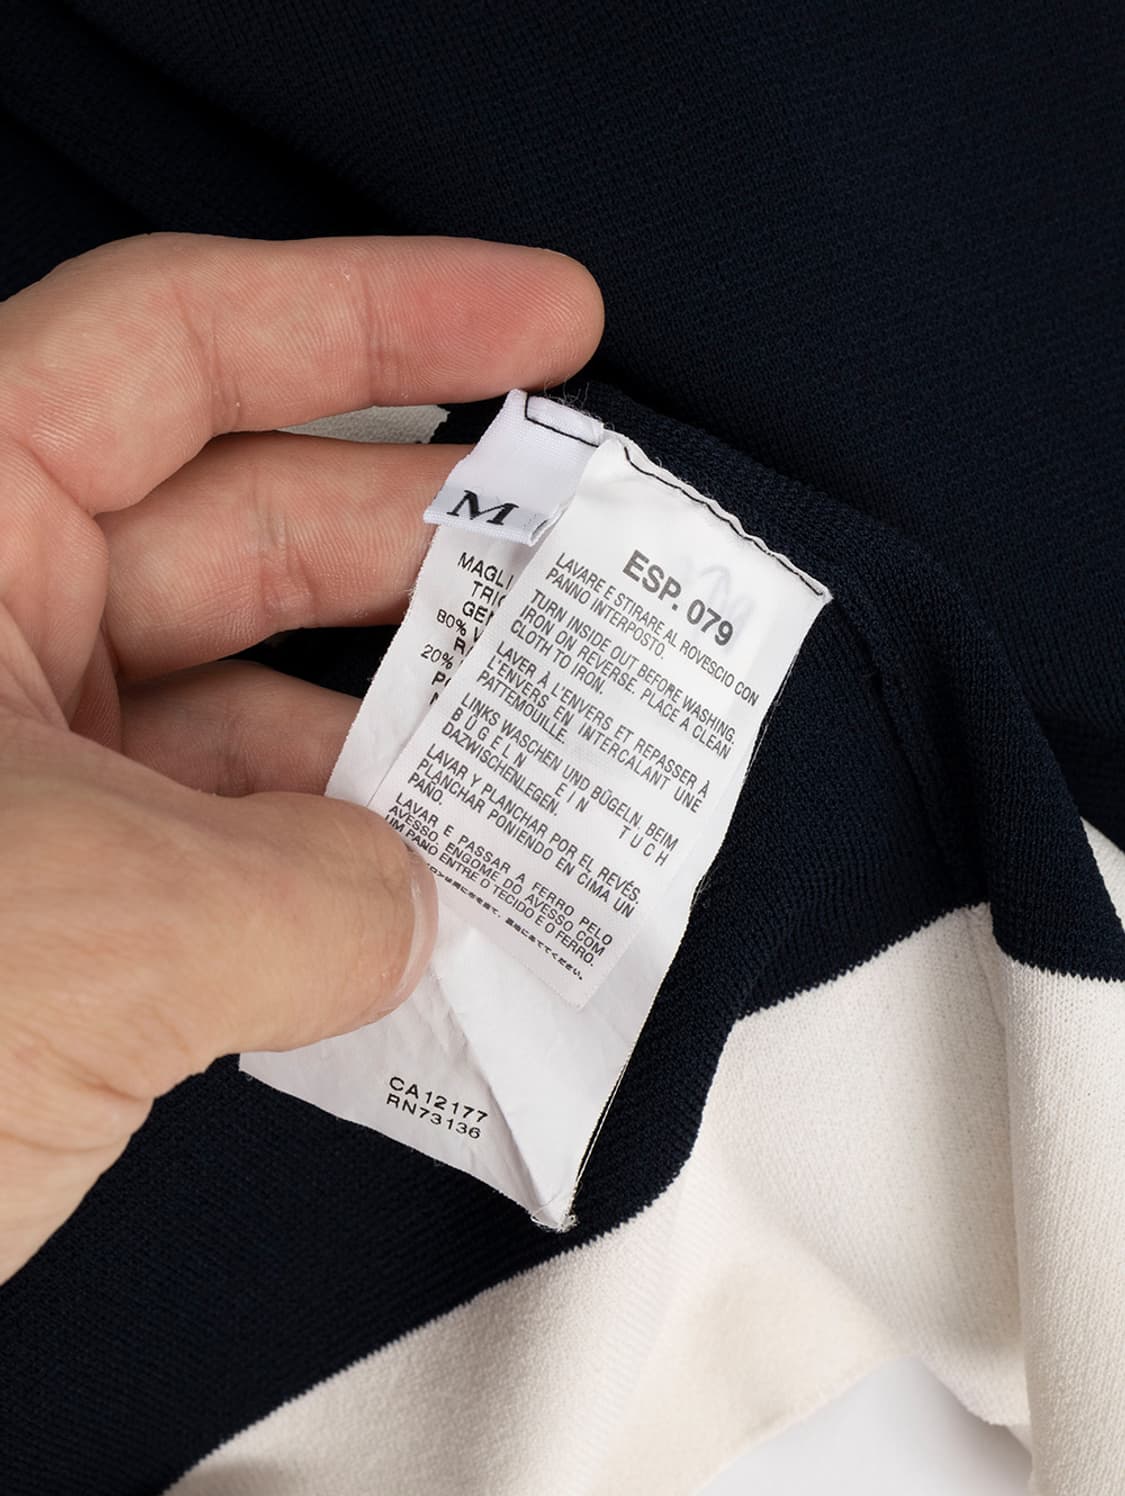 M
MAGLI
TRIC
GEN
80% V
R
20%
P
ESP. 079
LAVARE E STIRARE AL ROVESCIO CON
PANNO INTERPOSTO.
TURN INSIDE OUT BEFORE WASHING,
IRON ON REVERSE. PLACE A CLEAN
CLOTH TO IRON.
LAVER À L'ENVERS ET REPASSER À
L'ENVERS EN INTERCALANT UNE
PATTEMOUILLE.
LINKS WASCHEN UND BÜGELN, BEIM
BÜGELN EIN TUCH
DAZWISCHENLEGEN.
LAVAR Y PLANCHAR POR EL REVÉS,
PLANCHAR PONIENDO EN CIMA UN
PAÑO.
LAVAR E PASSAR A FERRO PELO
AVESSO, ENGOME DO AVESSO COM
UM PANO ENTRE O TECIDO E O FERRO.
CA12177
RN73136